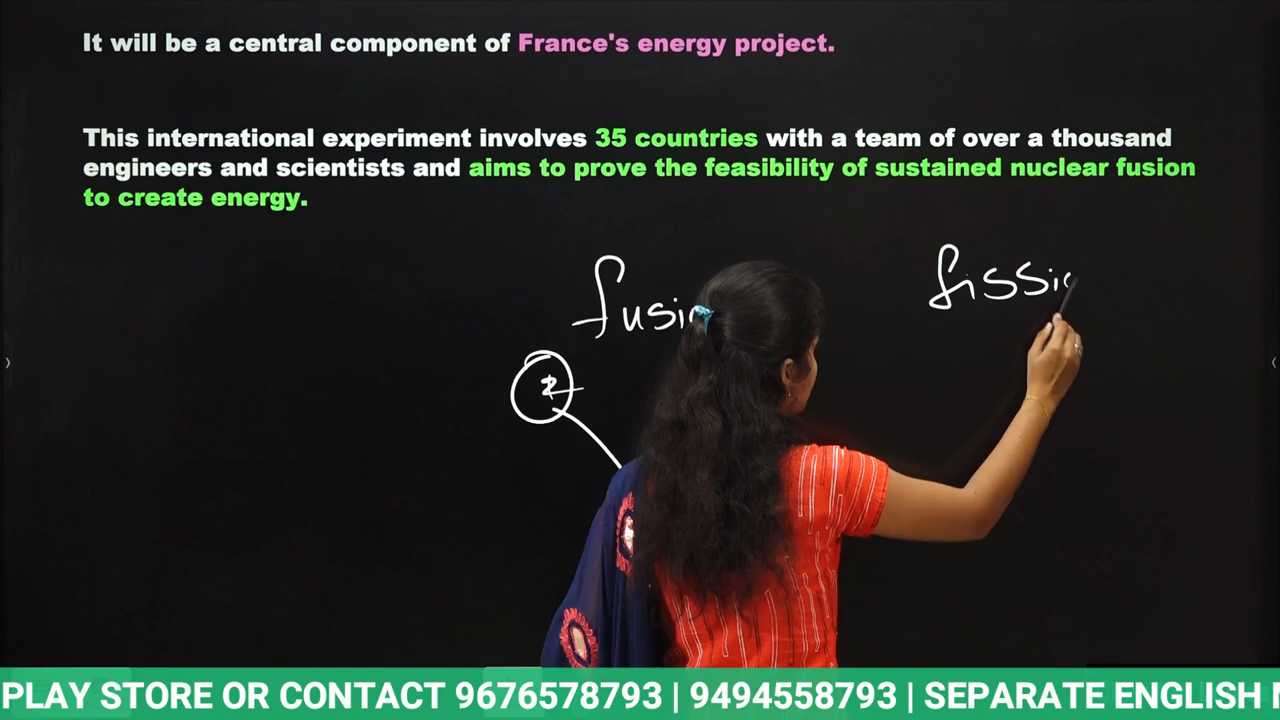 It will be a central component of France's energy project.
This international experiment involves 35 countries with a team of over a thousand
engineers and scientists and aims to prove the feasibility of sustained nuclear fusion
to create energy.
fissio
fusi
PLAY STORE OR CONTACT 9676578793 | 9494558793 | SEPARATE ENGLISH